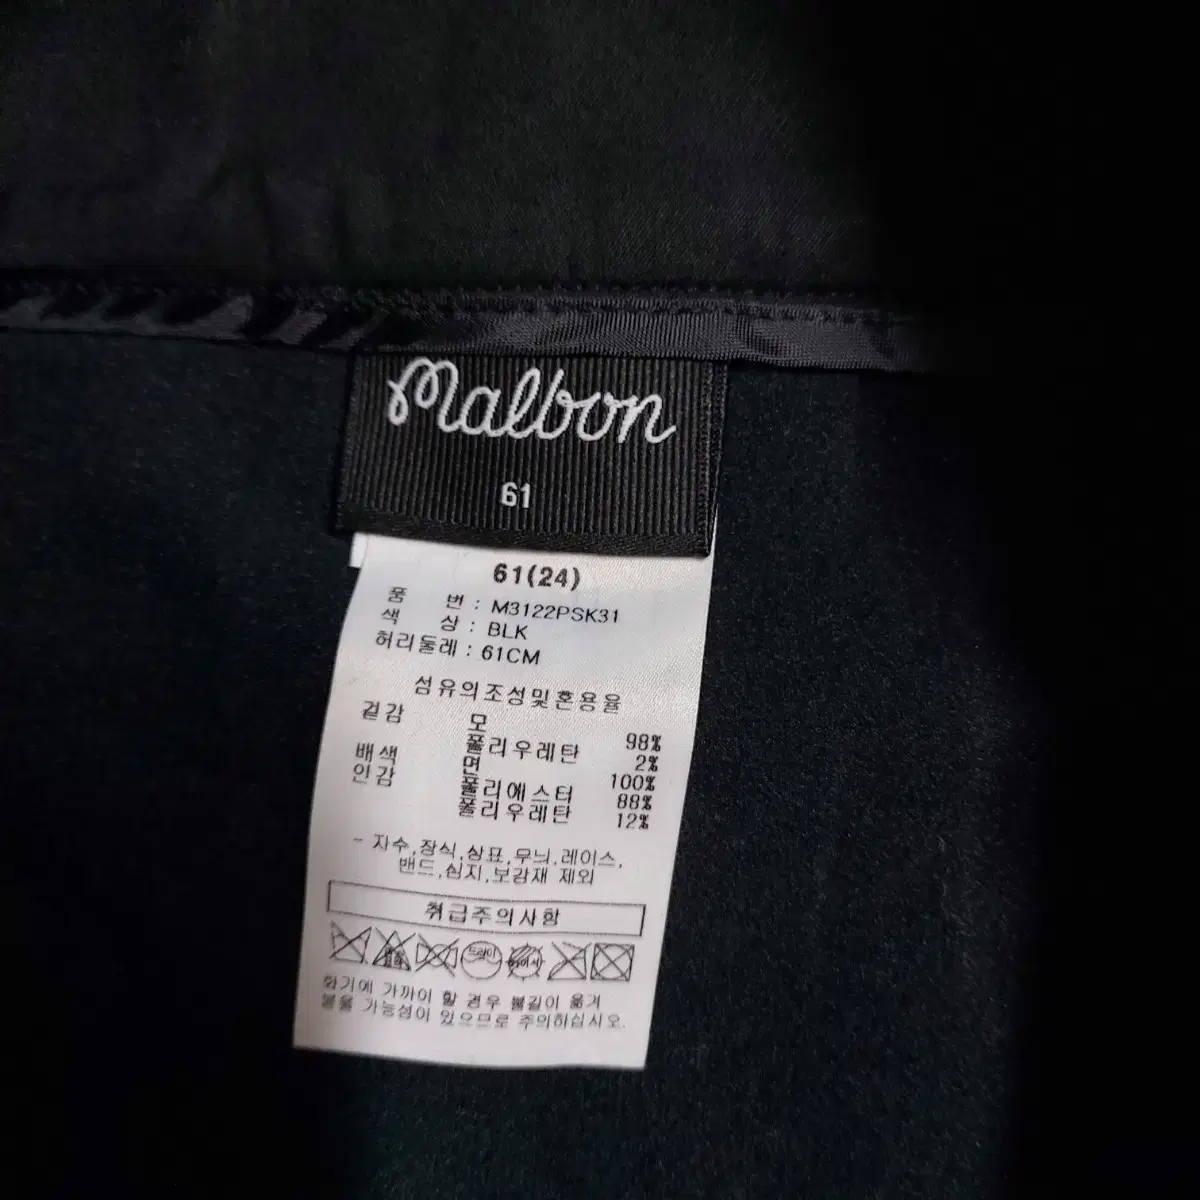 Malbon
61
61(24)
품 번 : M3122PSK31
색 상 : BLK
허리둘레 : 61CM
섬유의조성및혼용율
겉감 모 98%
폴리우레탄 2%
배색 면 100%
안감 폴리에스터 88%
폴리우레탄 12%
- 자수,장식,상표,무늬,레이스,
밴드,심지,보강재 제외
취급주의사항
드라이
화기에 가까이 할 경우 불길이 옮겨
붙을 가능성이 있으므로 주의하십시오.